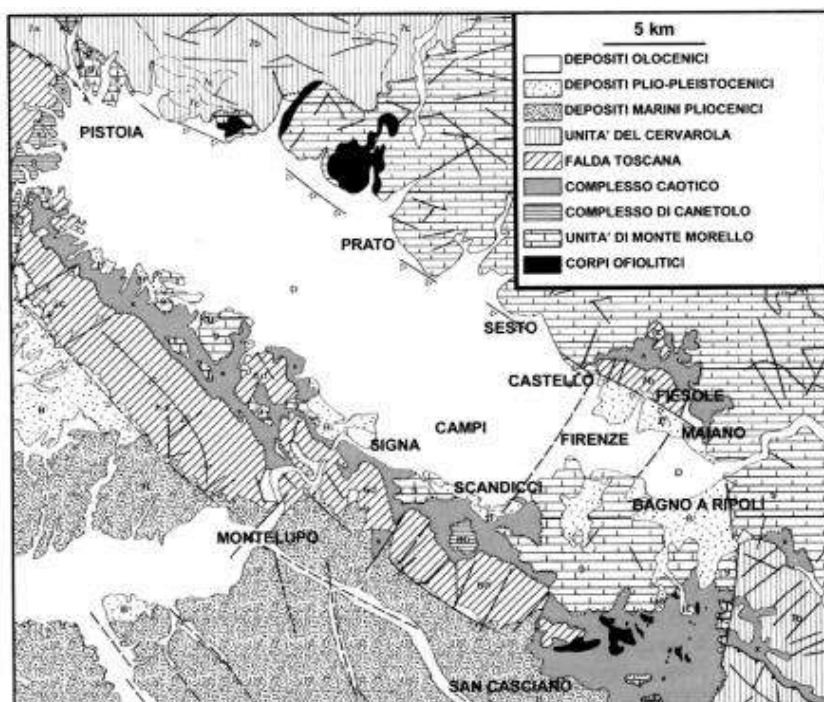 5 km
DEPOSITI OLOCENICI
DEPOSITI PLIO-PLEISTOCENICI
DEPOSITI MARINI PLIOCENICI
UNITA' DEL CERVAROLA
FALDA TOSCANA
COMPLESSO CAOTICO
COMPLESSO DI CANETOLO
UNITA' DI MONTE MORELLO
CORPI OFIOLITICI
PISTOIA
PRATO
SESTO
CASTELLO
FIESOLE
CAMPI
FIRENZE
MAIANO
SIGNA
SCANDICCI
BAGNO A RIPOLI
MONTELUPO
SAN CASCIANO